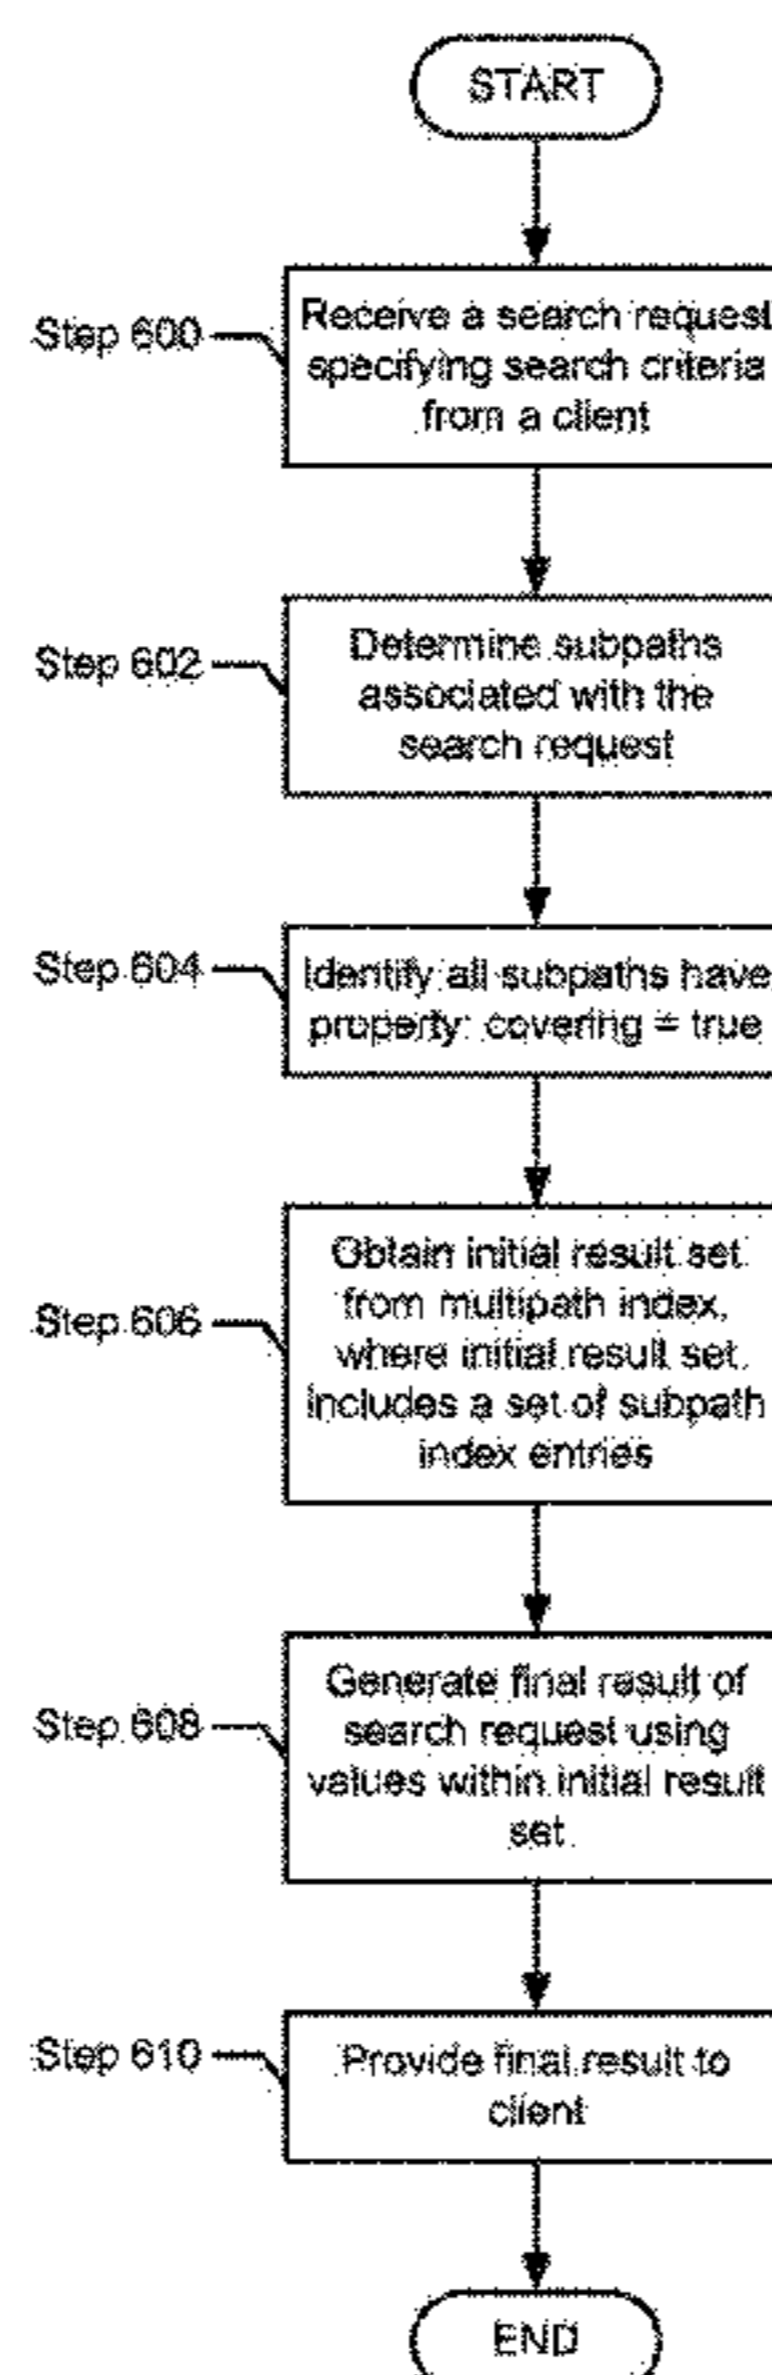 START
Step 600
Receive a search request
specifying search criteria
from a client
Step 602
Determine subpaths
associated with the
search request
Step 604
Identify all subpaths have
property: covering = true
Step 606
Obtain initial result set
from multipath index,
where initial result set
includes a set of subpath
index entries
Step 608
Generate final result of
search request using
values within initial result
set
Step 610
Provide final result to
client
END